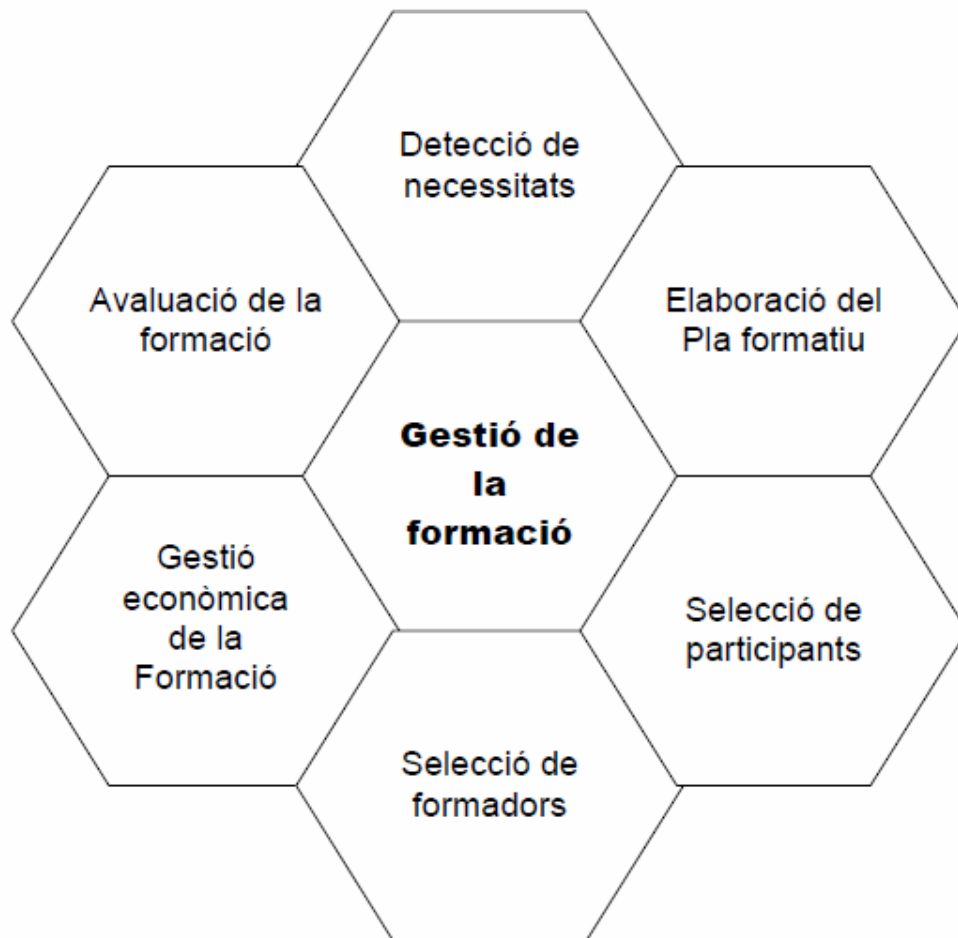 Detecció de
necessitats
Avaluació de la
formació
Elaboració del
Pla formatiu
Gestió de
la
formació
Gestió
econòmica
de la
Formació
Selecció de
participants
Selecció de
formadors